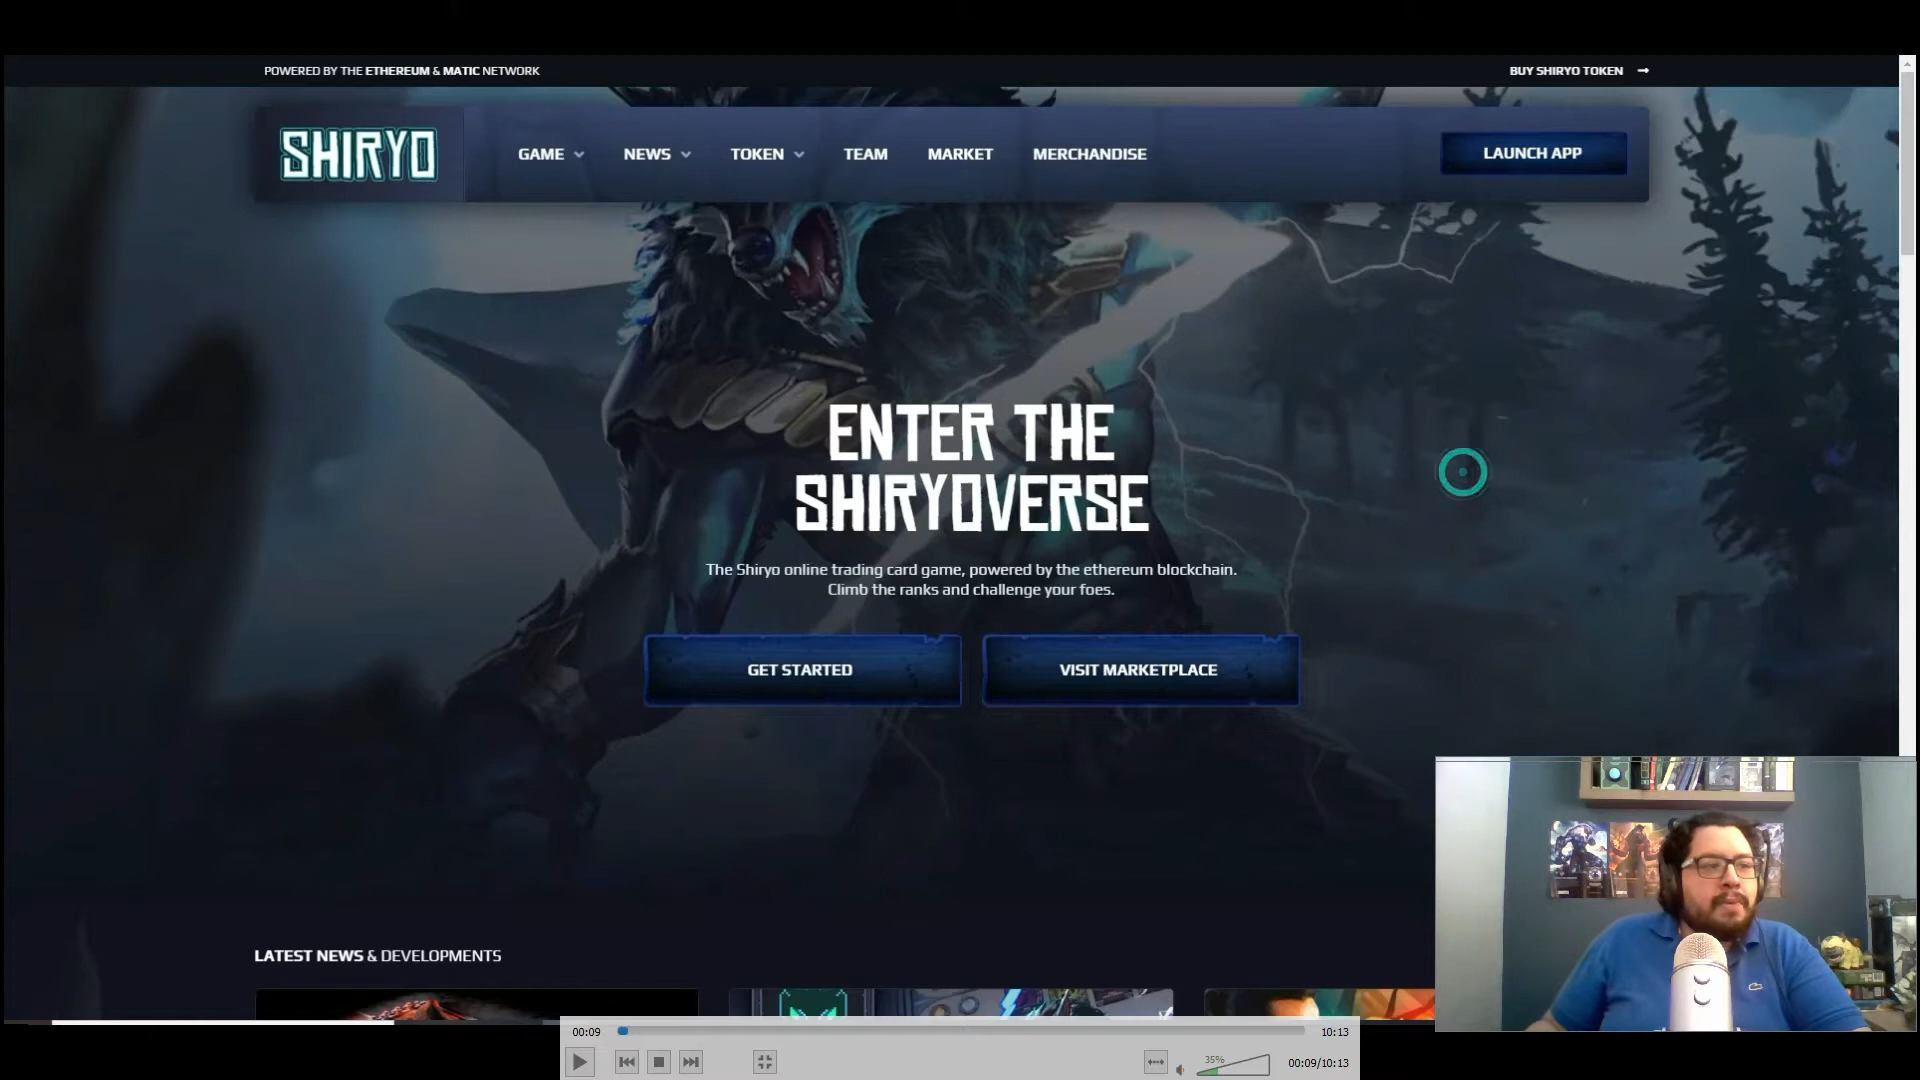 POWERED BY THE ETHEREUM & MATIC NETWORK
BUY SHIRYO TOKEN
SHIRYO
GAME
NEWS
TOKEN
TEAM
MARKET
MERCHANDISE
LAUNCH APP
ENTER THE
SHIRYOVERSE
The Shiryo online trading card game, powered by the ethereum blockchain.
Climb the ranks and challenge your foes.
GET STARTED
VISIT MARKETPLACE
LATEST NEWS & DEVELOPMENTS
00:09
10:13
35%
00:09/10:13